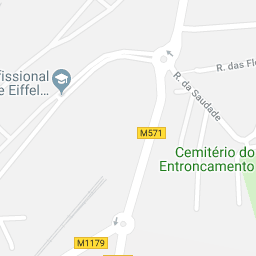 fissional
e Eiffel...
R. das Fl
R. da Saudade
M571
Cemitério do
Entroncamento
M1179